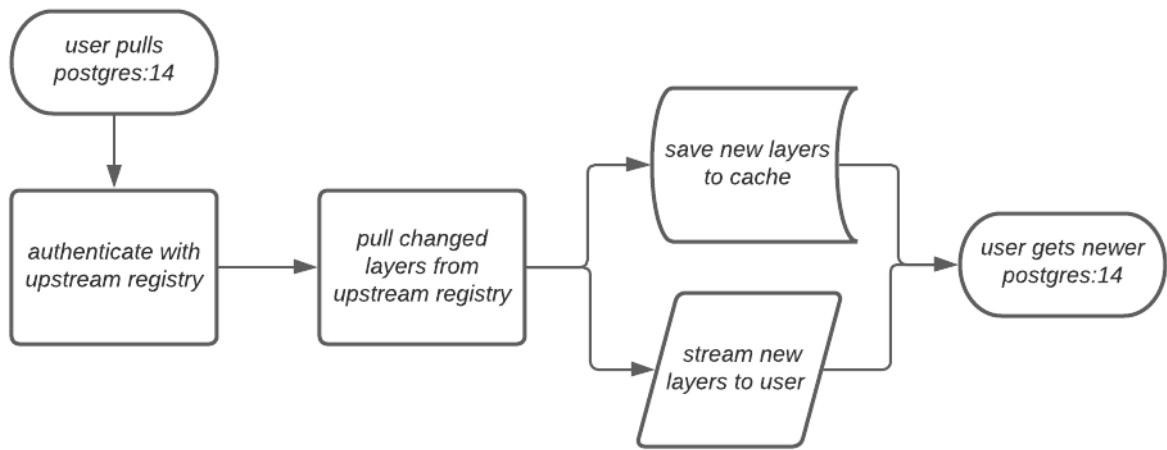 user pulls
postgres:14
authenticate with
upstream registry
pull changed
layers from
upstream registry
save new layers
to cache
stream new
layers to user
user gets newer
postgres:14